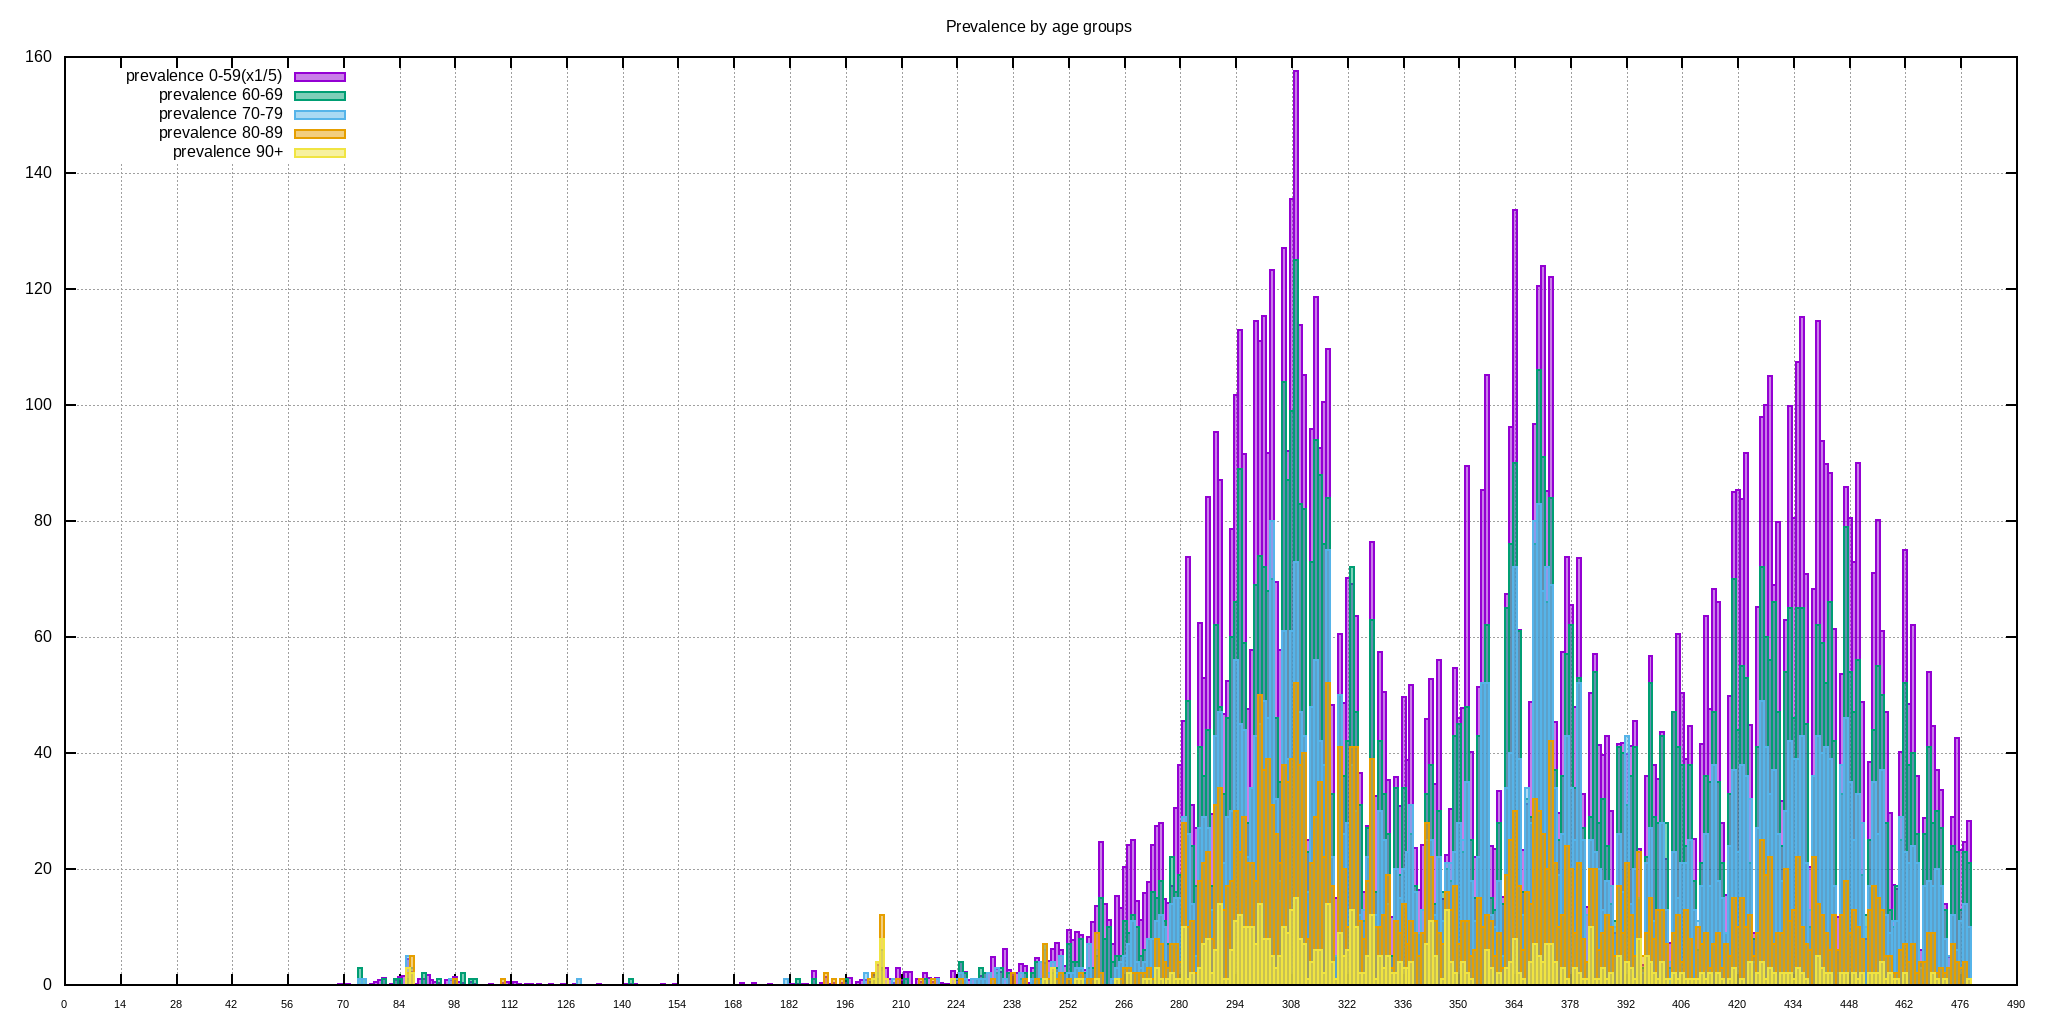 Prevalence by age groups
160
140
120
100
80
60
40
20
0
prevalence 0-59(x1/5)
prevalence 60-69
prevalence 70-79
prevalence 80-89
prevalence 90+
0 14 28 42 56 70 84 98 112 126 140 154 168 182 196 210 224 238 252 266 280 294 308 322 336 350 364 378 392 406 420 434 448 462 476 490